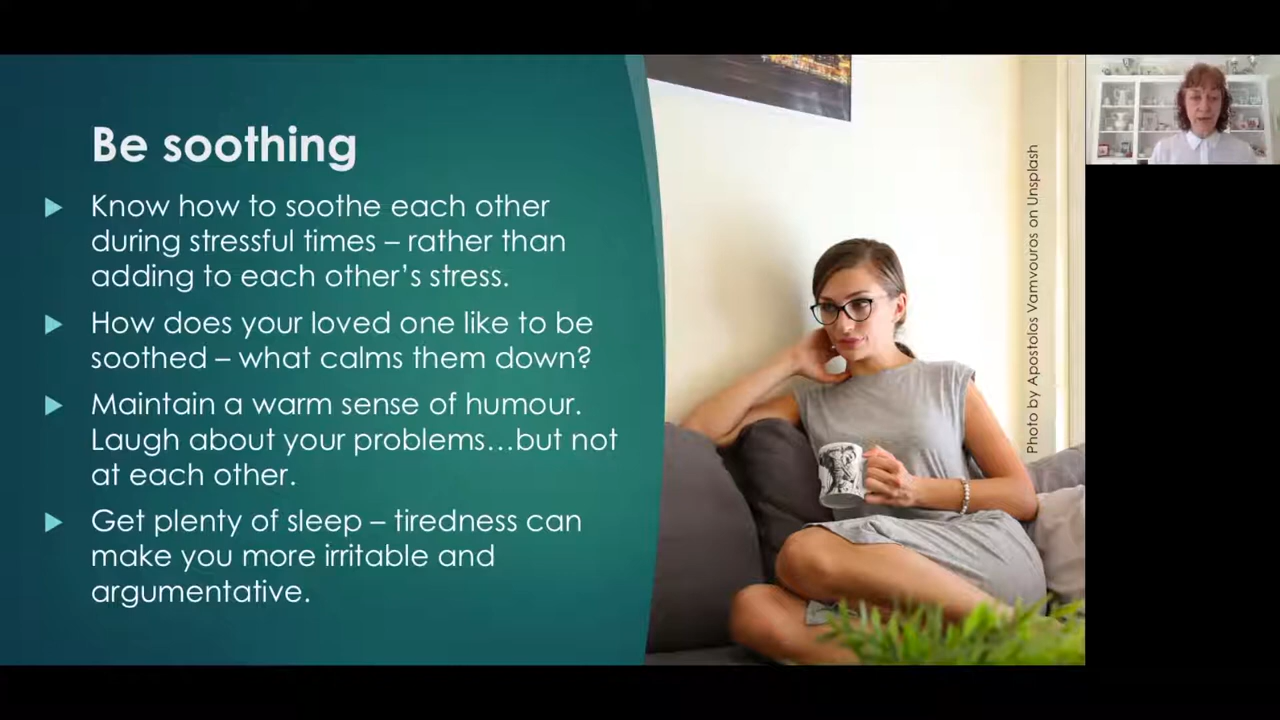 Be soothing
Know how to soothe each other
during stressful times – rather than
adding to each other’s stress.
How does your loved one like to be
soothed – what calms them down?
Maintain a warm sense of humour.
Laugh about your problems…but not
at each other.
Get plenty of sleep – tiredness can
make you more irritable and
argumentative.
Photo by Apostolos Vamvouros on Unsplash